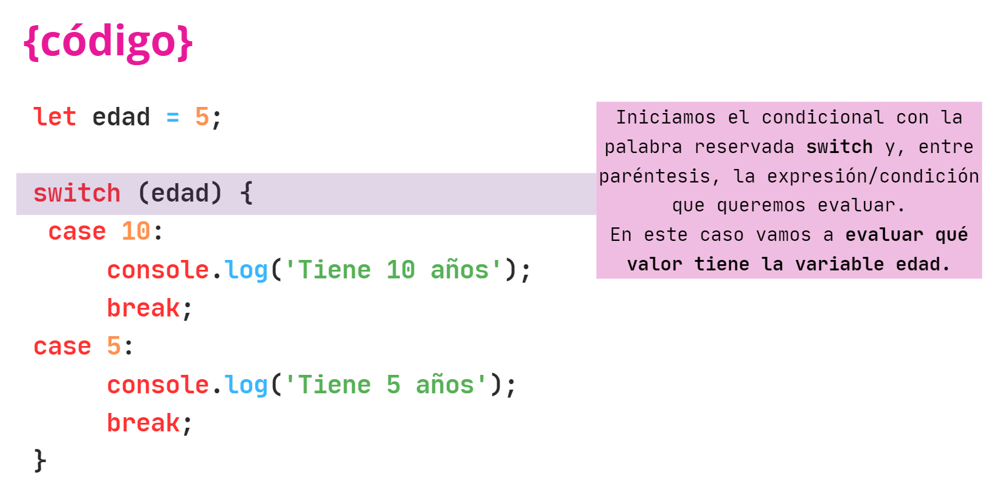 {código}
let edad = 5;
switch (edad) {
case 10:
console.log('Tiene 10 años');
break;
case 5:
console.log('Tiene 5 años');
break;
}
Iniciamos el condicional con la
palabra reservada switch y, entre
paréntesis, la expresión/condición
que queremos evaluar.
En este caso vamos a evaluar qué
valor tiene la variable edad.